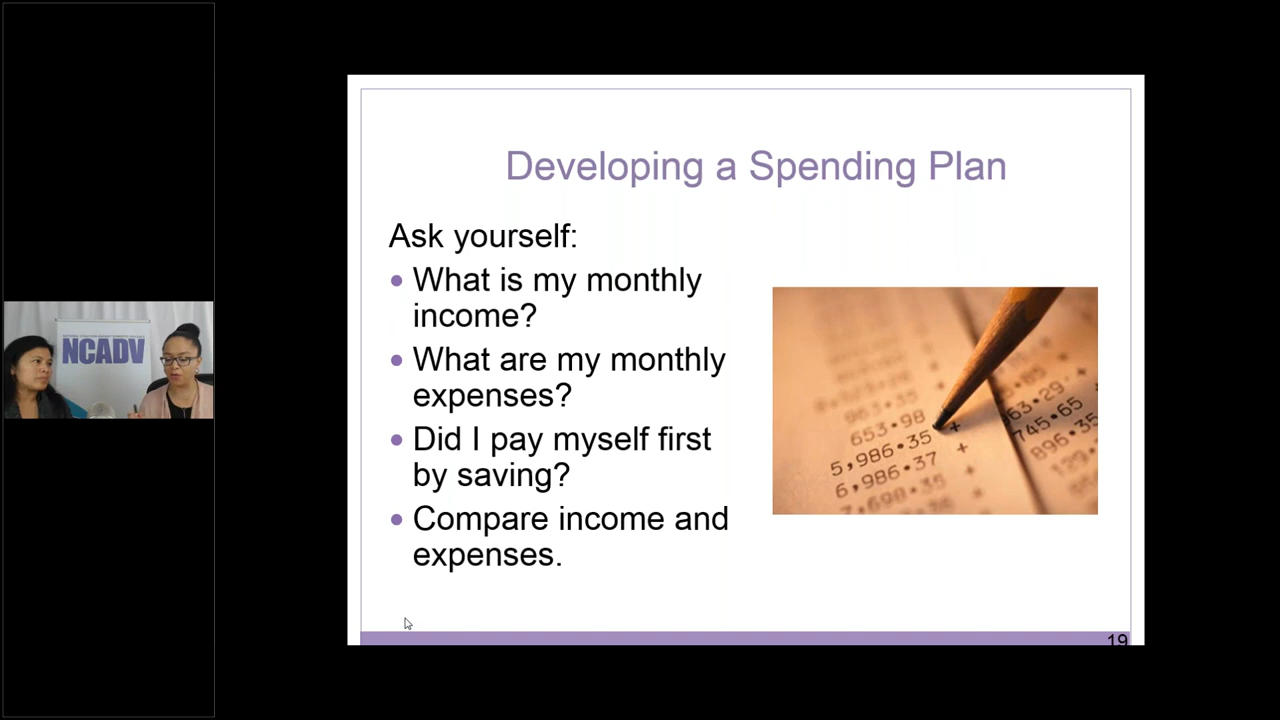 Developing a Spending Plan
Ask yourself:
• What is my monthly
income?
• What are my monthly
expenses?
• Did I pay myself first
by saving?
• Compare income and
expenses.
NCADV
653•98
5,986•35 +
6,986•37 +
963•29
745•65
896•35
19